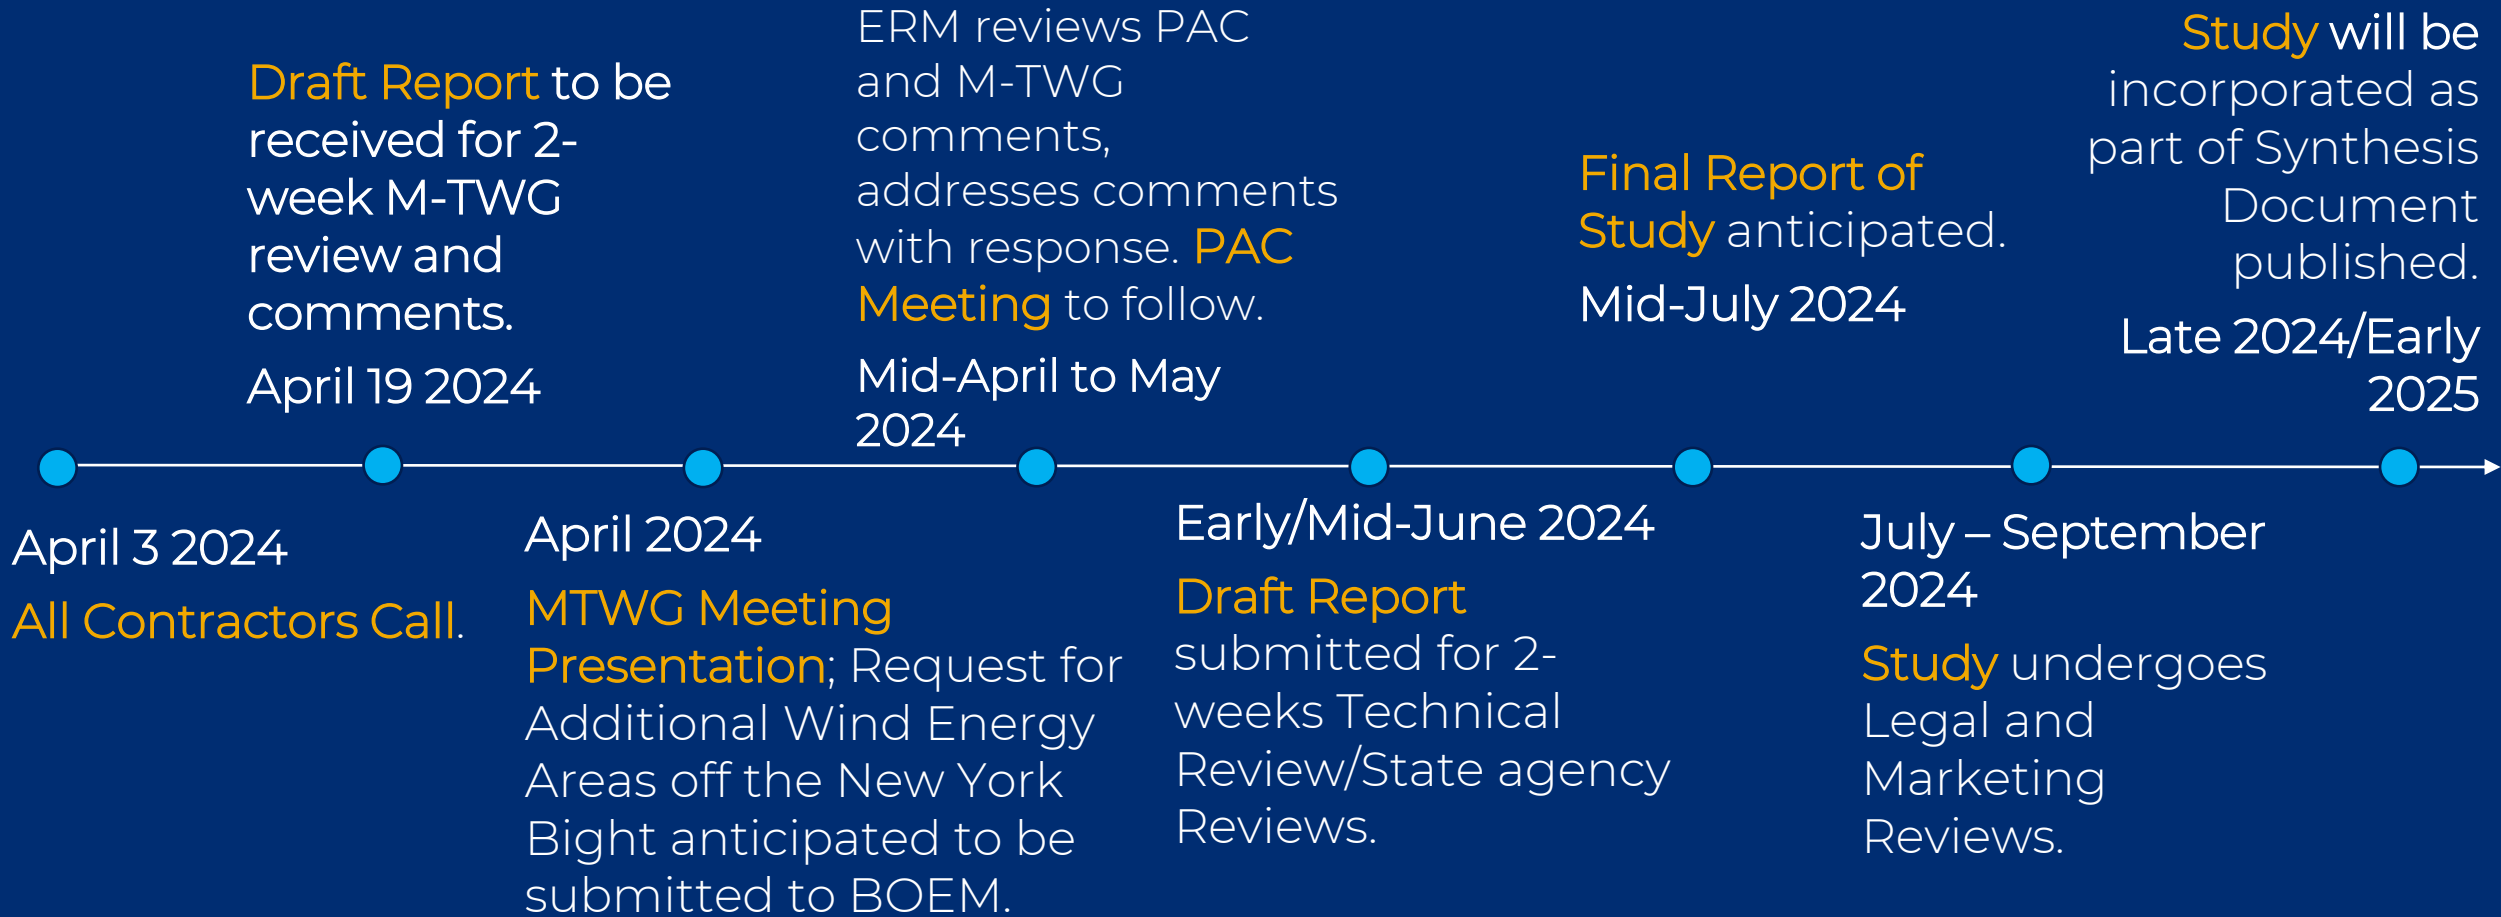 April 3 2024
All Contractors Call.
Draft Report to be
received for 2-
week M-TWG
review and
comments.
April 19 2024
April 2024
MTWG Meeting
Presentation; Request for
Additional Wind Energy
Areas off the New York
Bight anticipated to be
submitted to BOEM.
ERM reviews PAC
and M-TWG
comments,
addresses comments
with response. PAC
Meeting to follow.
Mid-April to May
2024
Early/Mid-June 2024
Draft Report
submitted for 2-
weeks Technical
Review/State agency
Reviews.
Final Report of
Study anticipated.
Mid-July 2024
July – September
2024
Study undergoes
Legal and
Marketing
Reviews.
Study will be
incorporated as
part of Synthesis
Document
published.
Late 2024/Early
2025